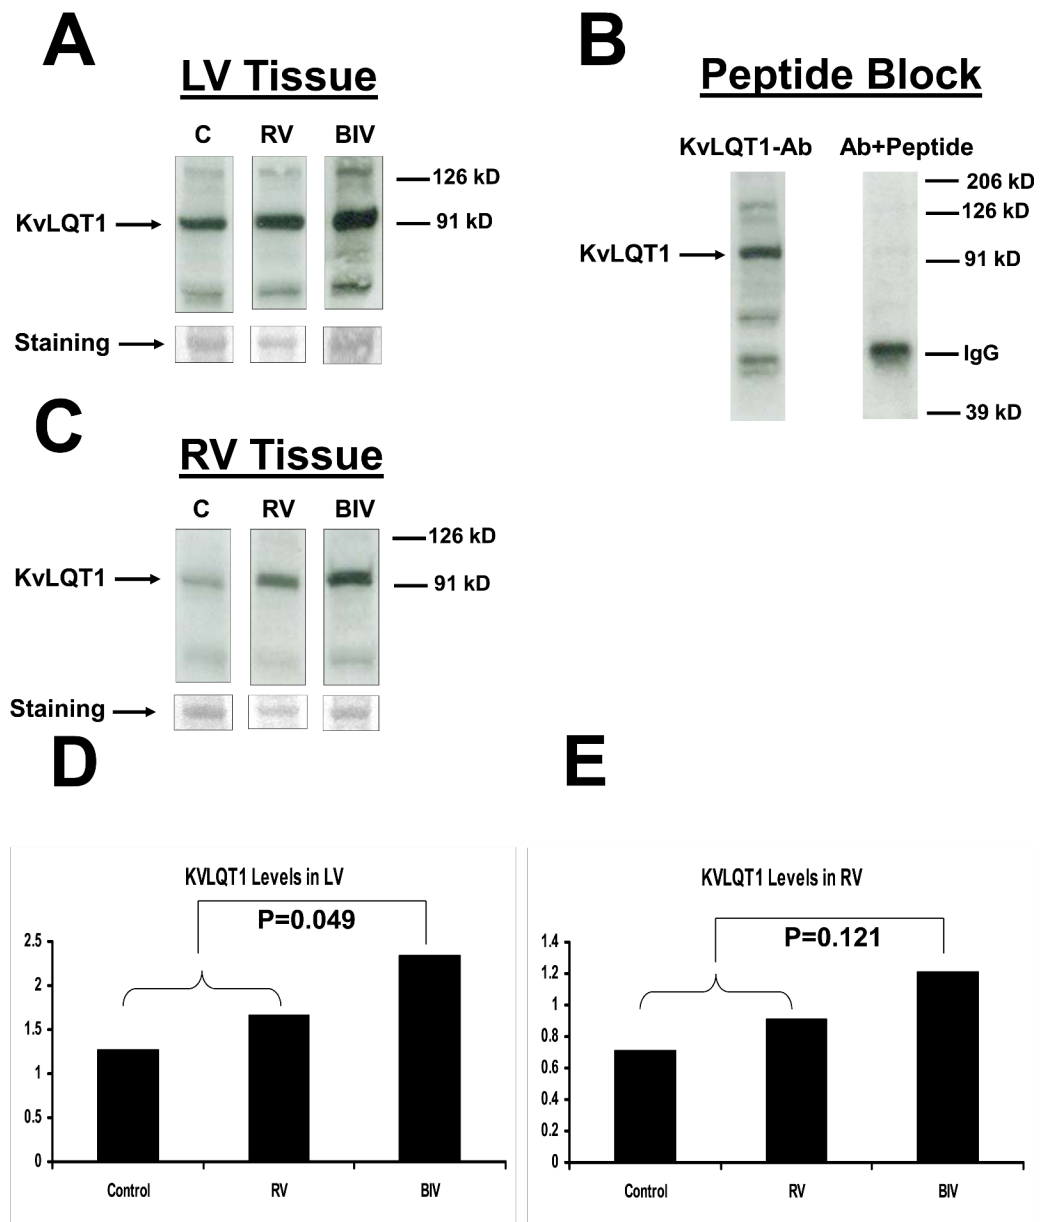 A
LV Tissue
C RV BIV
126 kD
KvLQT1
91 kD
Staining
B
Peptide Block
KvLQT1-Ab Ab+Peptide
206 kD
126 kD
KvLQT1
91 kD
IgG
39 kD
C
RV Tissue
C RV BIV
126 kD
KvLQT1
91 kD
Staining
D
KVLQT1 Levels in LV
P=0.049
2.5
2
1.5
1
0.5
0
Control RV BIV
E
KVLQT1 Levels in RV
P=0.121
1.4
1.2
1
0.8
0.6
0.4
0.2
0
Control RV BIV